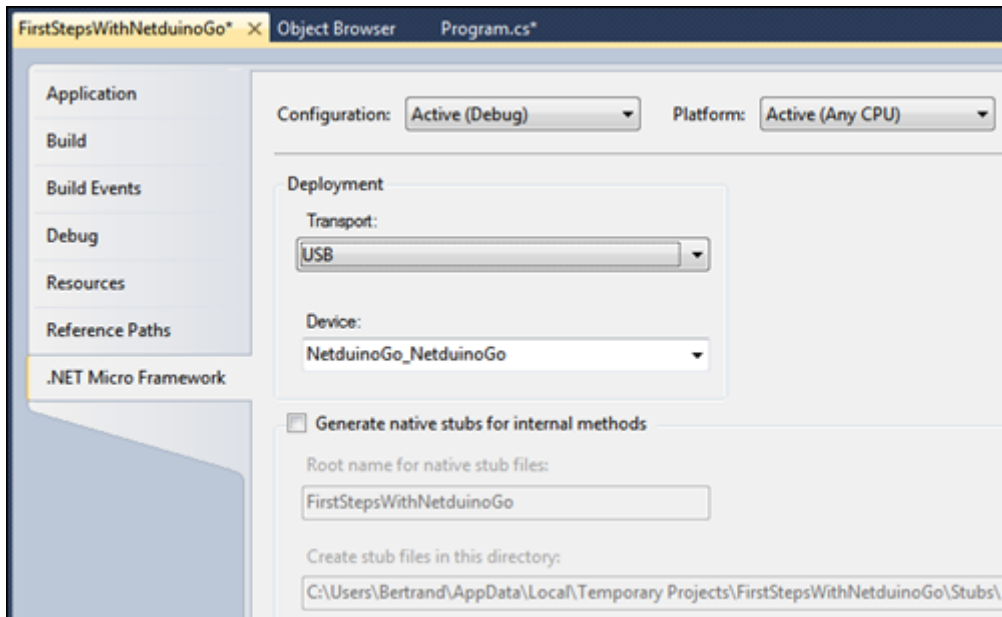 FirstStepsWithNetduinoGo* × Object Browser Program.cs*
Application
Build
Build Events
Debug
Resources
Reference Paths
.NET Micro Framework
Configuration: Active (Debug) Platform: Active (Any CPU)
Deployment
Transport:
USB
Device:
NetduinoGo_NetduinoGo
Generate native stubs for internal methods
Root name for native stub files:
FirstStepsWithNetduinoGo
Create stub files in this directory:
C:\Users\Bertrand\AppData\Local\Temporary Projects\FirstStepsWithNetduinoGo\Stubs\